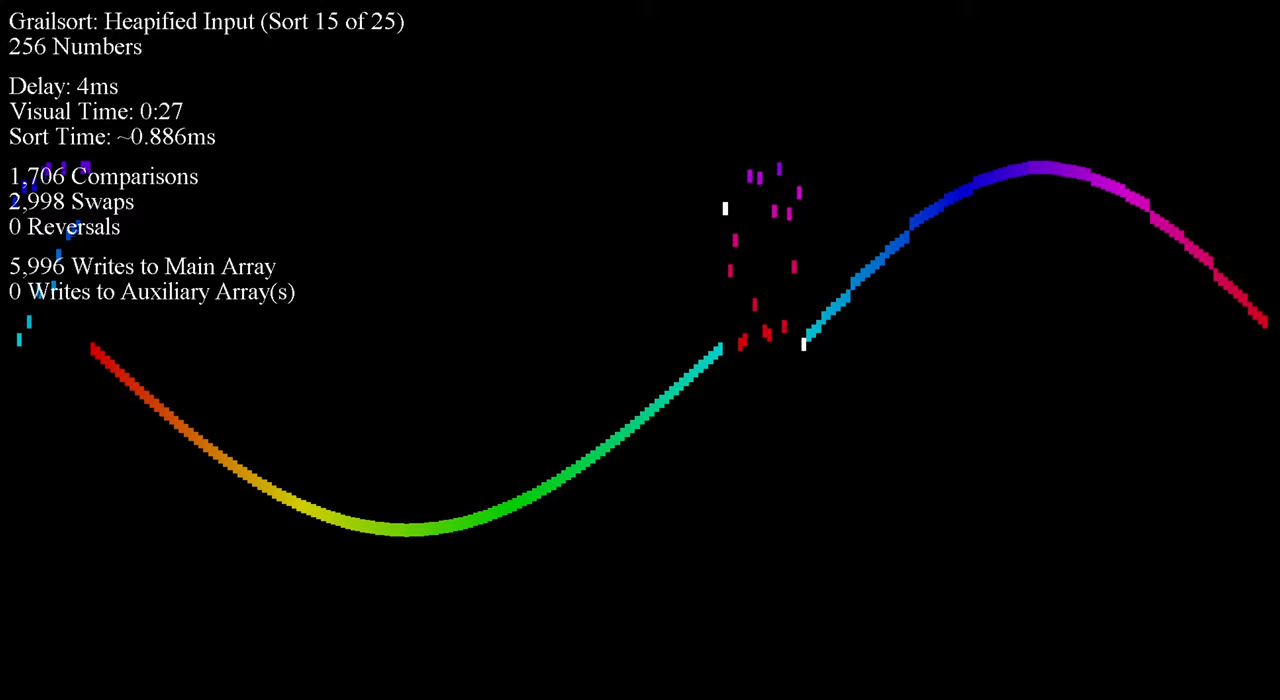 Grailsort: Heapified Input (Sort 15 of 25)
256 Numbers
Delay: 4ms
Visual Time: 0:27
Sort Time: ~0.886ms
1,706 Comparisons
2,998 Swaps
0 Reversals
5,996 Writes to Main Array
0 Writes to Auxiliary Array(s)